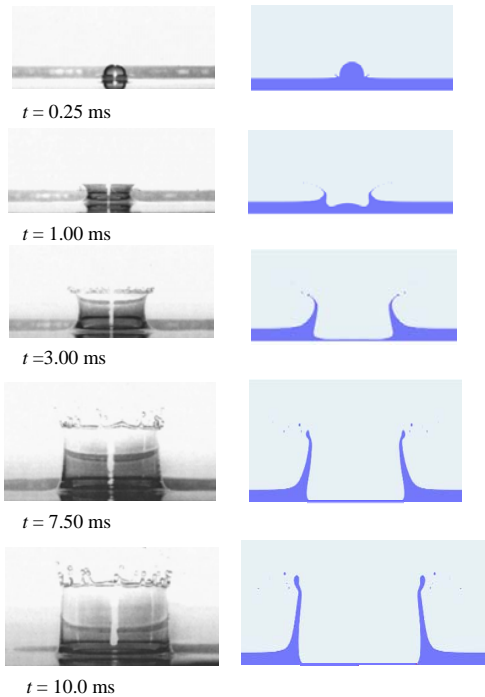 t = 0.25 ms
t = 1.00 ms
t =3.00 ms
t = 7.50 ms
t = 10.0 ms